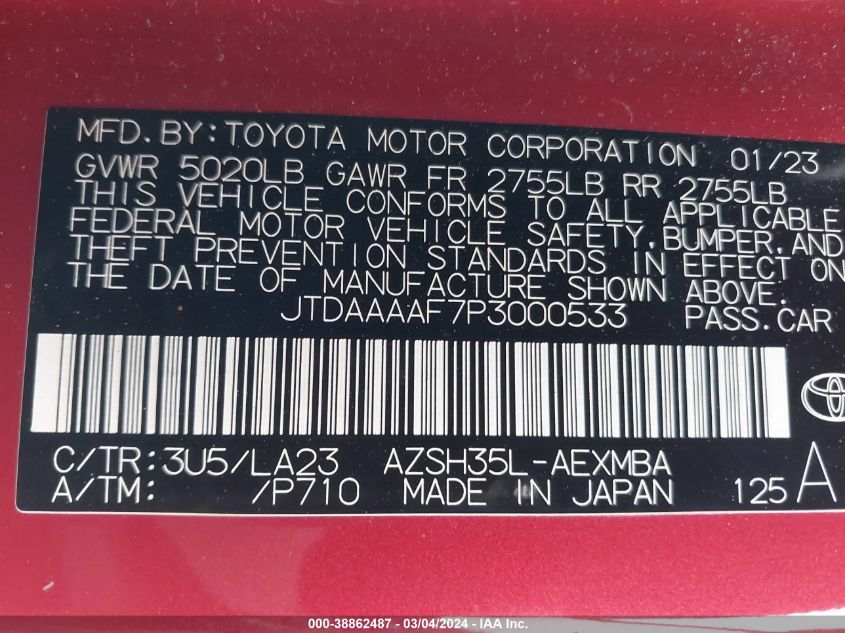 MFD. BY: TOYOTA MOTOR CORPORATION 01/23
GVWR 5020LB GAWR FR 2755LB RR 2755LB
THIS VEHICLE CONFORMS TO ALL APPLICABLE
FEDERAL MOTOR VEHICLE SAFETY, BUMPER, AND
THEFT PREVENTION STANDARDS IN EFFECT ON
THE DATE OF MANUFACTURE SHOWN ABOVE.
JTDAAAAF7P3000533 PASS. CAR
C/TR: 3U5/LA23 AZSH35L-AEXMBA
A/TM: /P710 MADE IN JAPAN 125 A
000-38862487 - 03/04/2024 - IAA Inc.